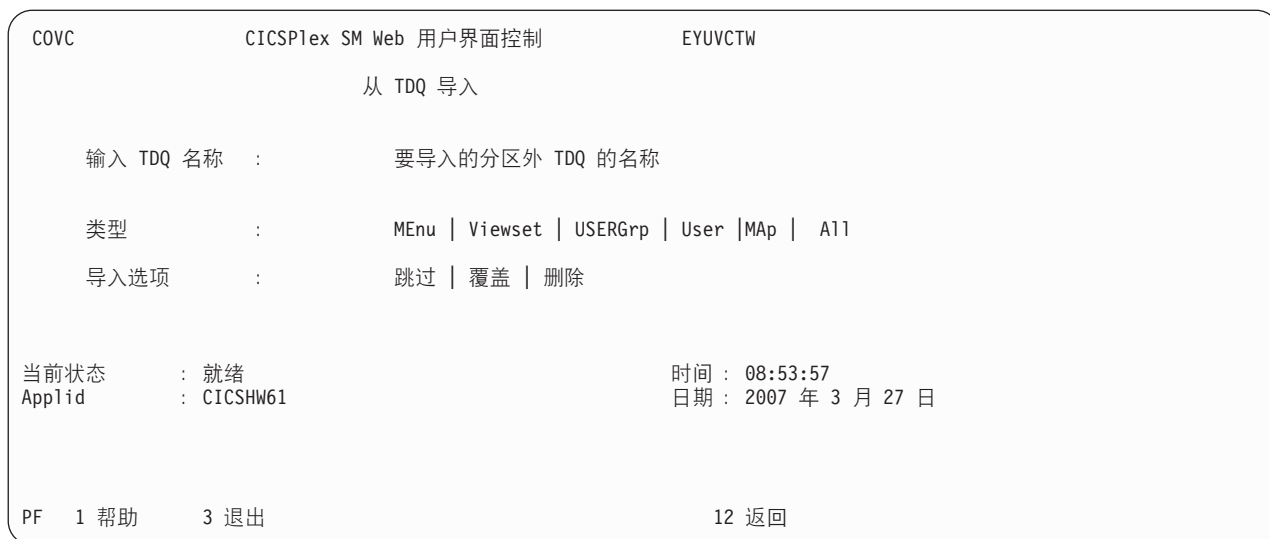 COVC CICSPlex SM Web 用户界面控制 EYUVCTW
从 TDQ 导入
输入 TDQ 名称 : 要导入的分区外 TDQ 的名称
类型 : MEnu | Viewset | USERGrp | User |MAp | All
导入选项 : 跳过 | 覆盖 | 删除
当前状态 : 就绪 时间 : 08:53:57
Applid : CICSHW61 日期 : 2007 年 3 月 27 日
PF 1 帮助 3 退出 12 返回